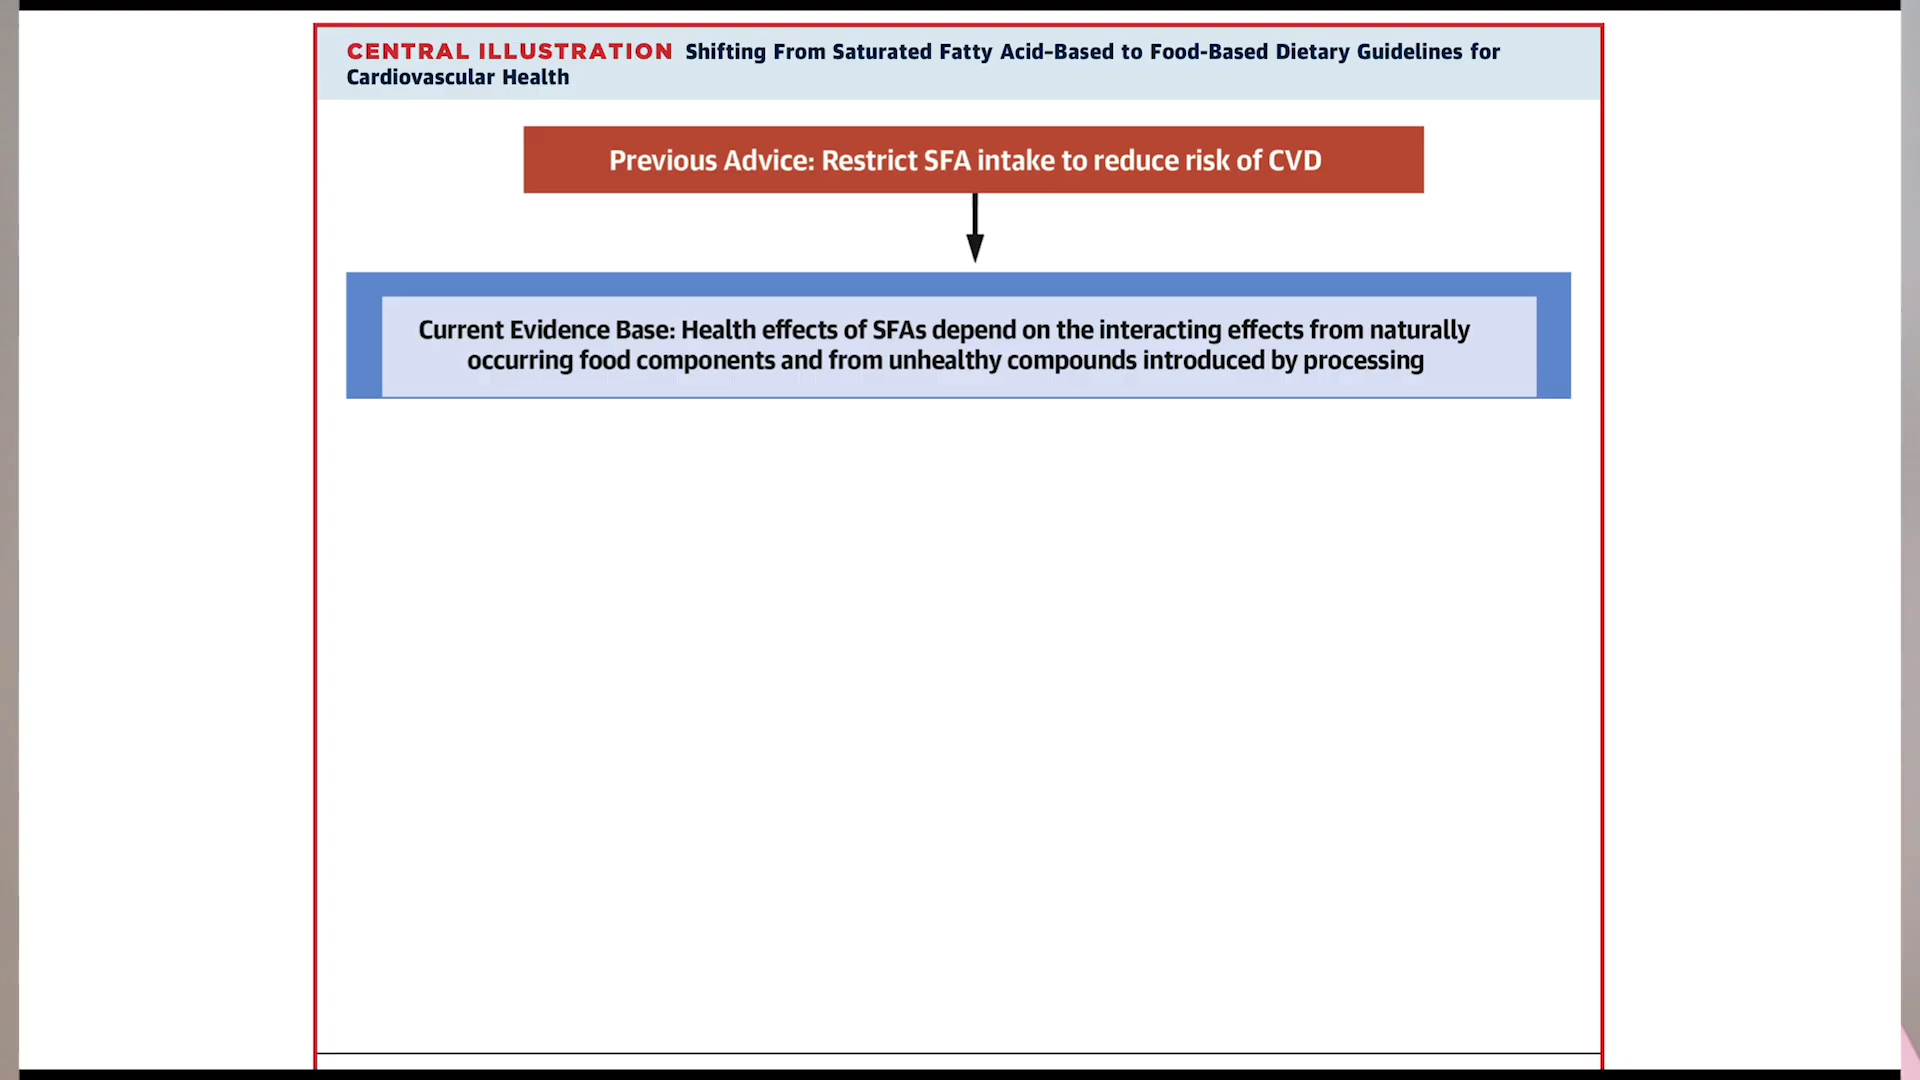 CENTRAL ILLUSTRATION Shifting From Saturated Fatty Acid-Based to Food-Based Dietary Guidelines for
Cardiovascular Health
Previous Advice: Restrict SFA intake to reduce risk of CVD
Current Evidence Base: Health effects of SFAs depend on the interacting effects from naturally
occurring food components and from unhealthy compounds introduced by processing